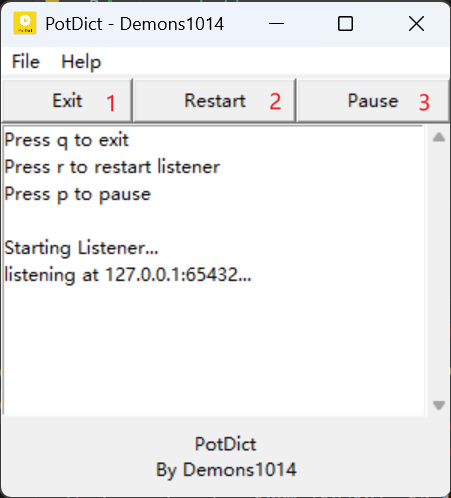 PotDict - Demons1014
File Help
Exit 1 Restart 2 Pause 3
Press q to exit
Press r to restart listener
Press p to pause
Starting Listener...
listening at 127.0.0.1:65432...
PotDict
By Demons1014